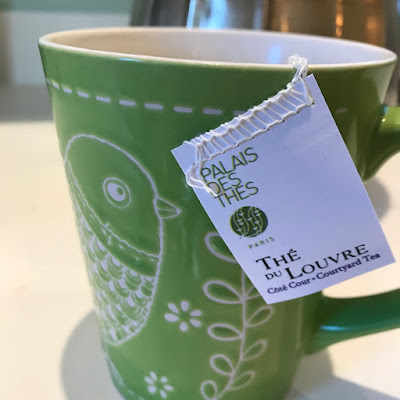 PALAIS
DES
THÉS
PARIS
THÉ
DU LOUVRE
Côté Cour • Courtyard Tea